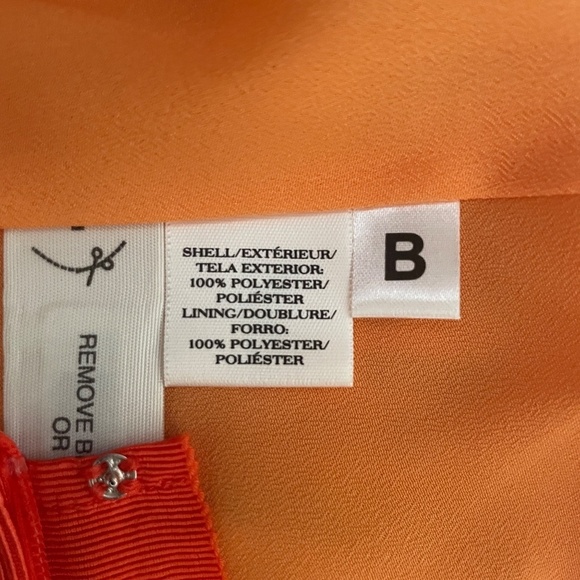 SHELL/EXTÉRIEUR/
TELA EXTERIOR:
100% POLYESTER/
POLIÉSTER
LINING/DOUBLURE/
FORRO:
100% POLYESTER/
POLIÉSTER
B
REMOVE
OR